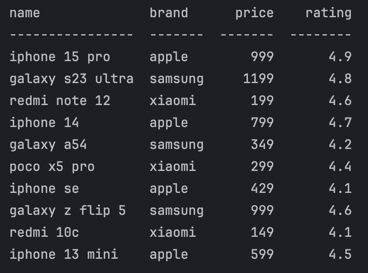 name              brand      price    rating
----------------  -------  -------  --------
iphone 15 pro     apple        999       4.9
galaxy s23 ultra  samsung     1199       4.8
redmi note 12     xiaomi       199       4.6
iphone 14         apple        799       4.7
galaxy a54        samsung      349       4.2
poco x5 pro       xiaomi       299       4.4
iphone se         apple        429       4.1
galaxy z flip 5   samsung      999       4.6
redmi 10c         xiaomi       149       4.1
iphone 13 mini    apple        599       4.5